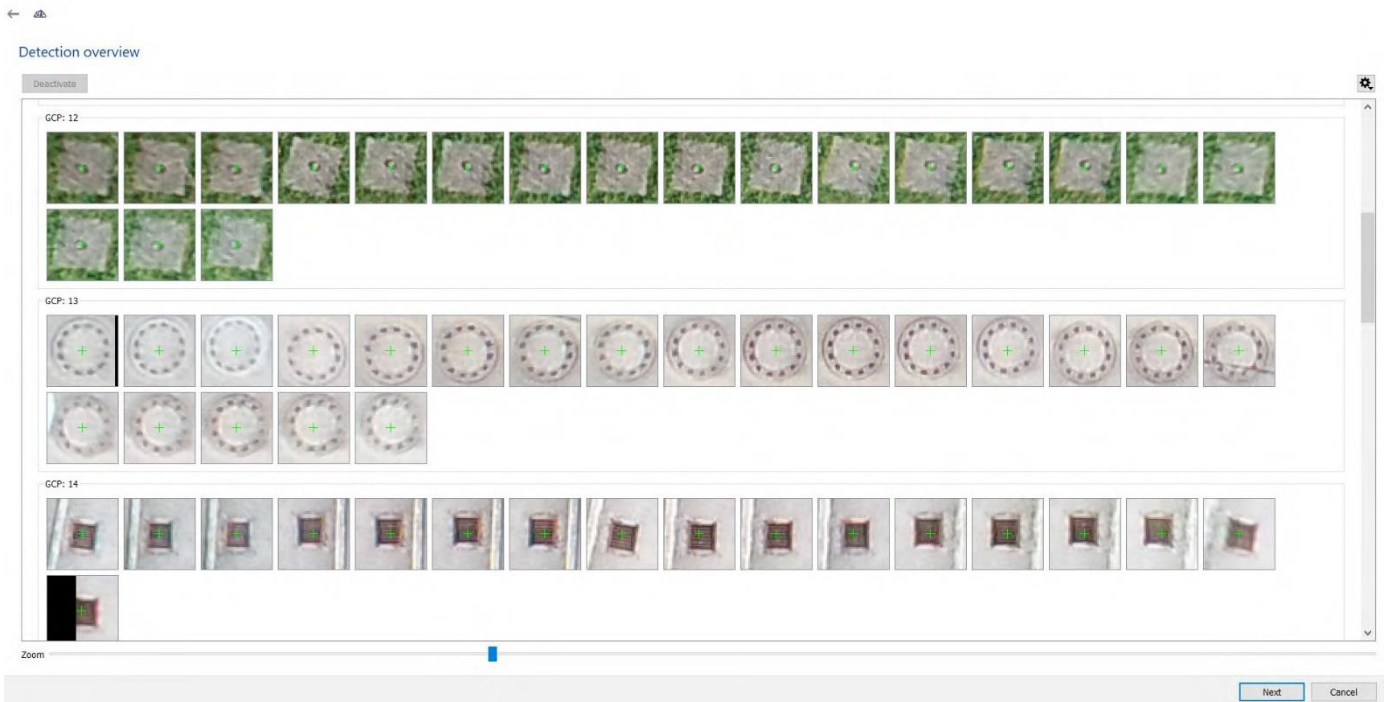 Detection overview
Deactivate
GCP: 12
GCP: 13
GCP: 14
Zoom
Next Cancel